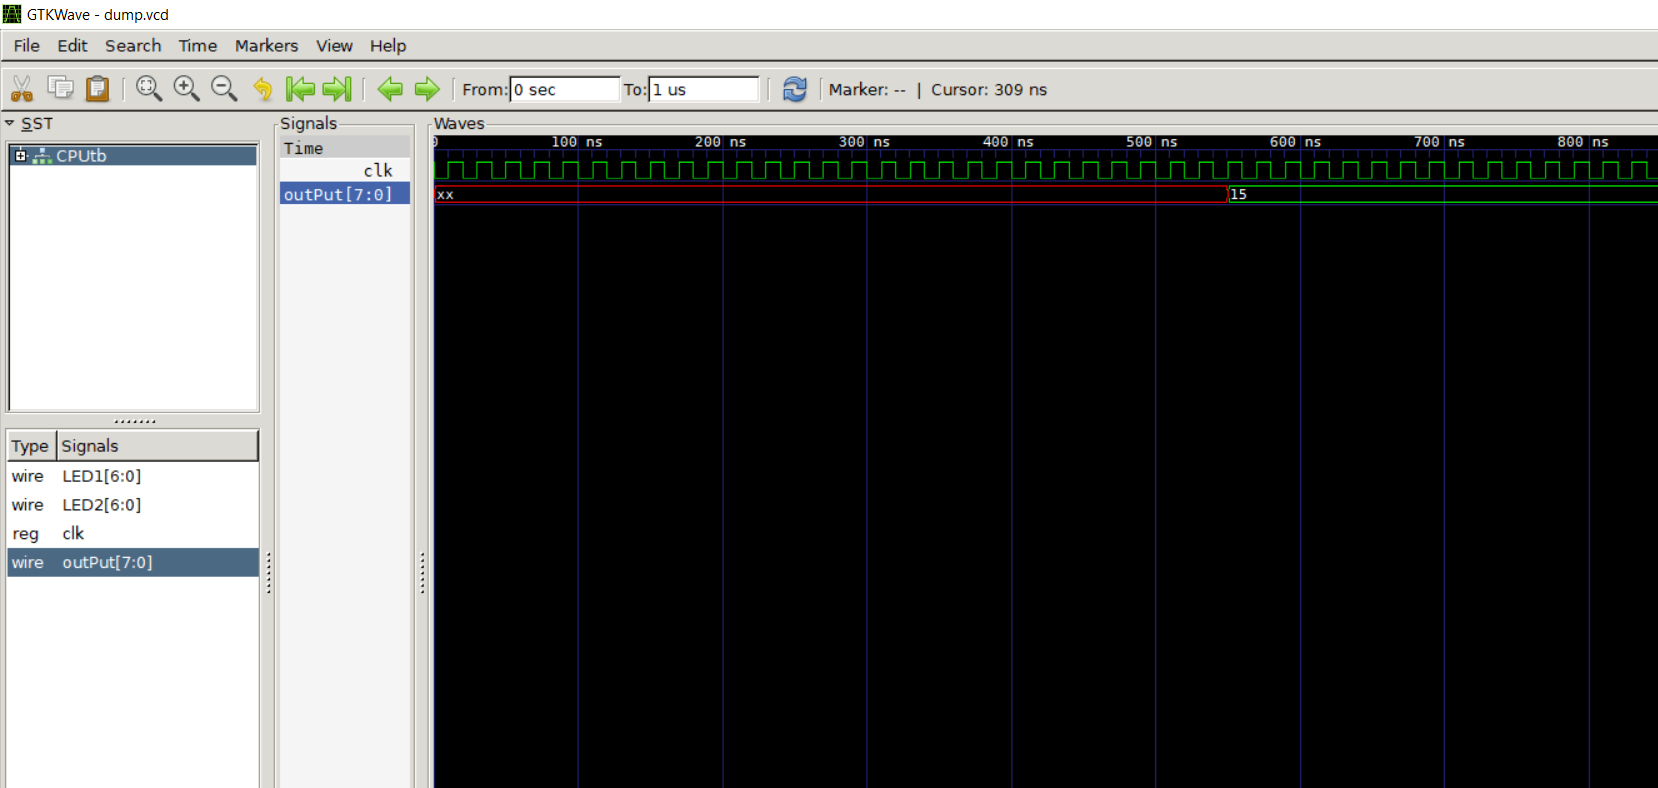 GTKWave - dump.vcd
File Edit Search Time Markers View Help
From: 0 sec To: 1 us Marker: -- | Cursor: 309 ns
SST
CPUtb
Type Signals
wire LED1[6:0]
wire LED2[6:0]
reg clk
wire outPut[7:0]
Signals
Time
clk
outPut[7:0]
Waves
0 100 ns 200 ns 300 ns 400 ns 500 ns 600 ns 700 ns 800 ns
xx 15